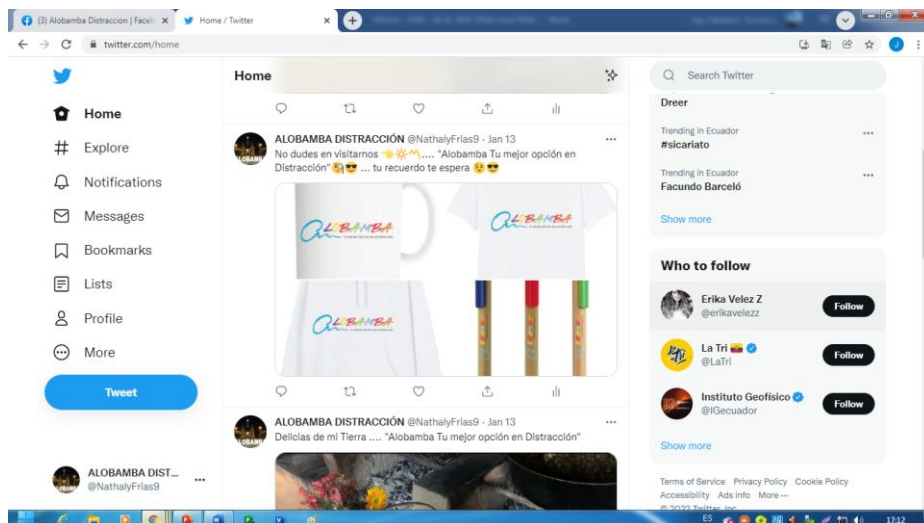 (3) Alobamba Distraccion | Faceb
Home / Twitter
twitter.com/home
Home
Explore
Notifications
Messages
Bookmarks
Lists
Profile
More
Tweet
ALOBAMBA DIST...
@NathalyFrias9
Home
ALOBAMBA DISTRACCIÓN @NathalyFrias9 · Jan 13
No dudes en visitarnos .... "Alobamba Tu mejor opción en
Distracción" ... tu recuerdo te espera
ALOBAMBA
ALOBAMBA
ALOBAMBA
ALOBAMBA DISTRACCIÓN @NathalyFrias9 · Jan 13
Delicias de mi Tierra .... "Alobamba Tu mejor opción en Distracción"
Search Twitter
Dreer
Trending in Ecuador
#sicariato
Trending in Ecuador
Facundo Barceló
Show more
Who to follow
Erika Velez Z
@erikavelezz
Follow
La Tri
@LaTri
Follow
Instituto Geofísico
@IGecuador
Follow
Show more
Terms of Service Privacy Policy Cookie Policy
Accessibility Ads info More ...
© 2022 Twitter, Inc.
ES
17:12